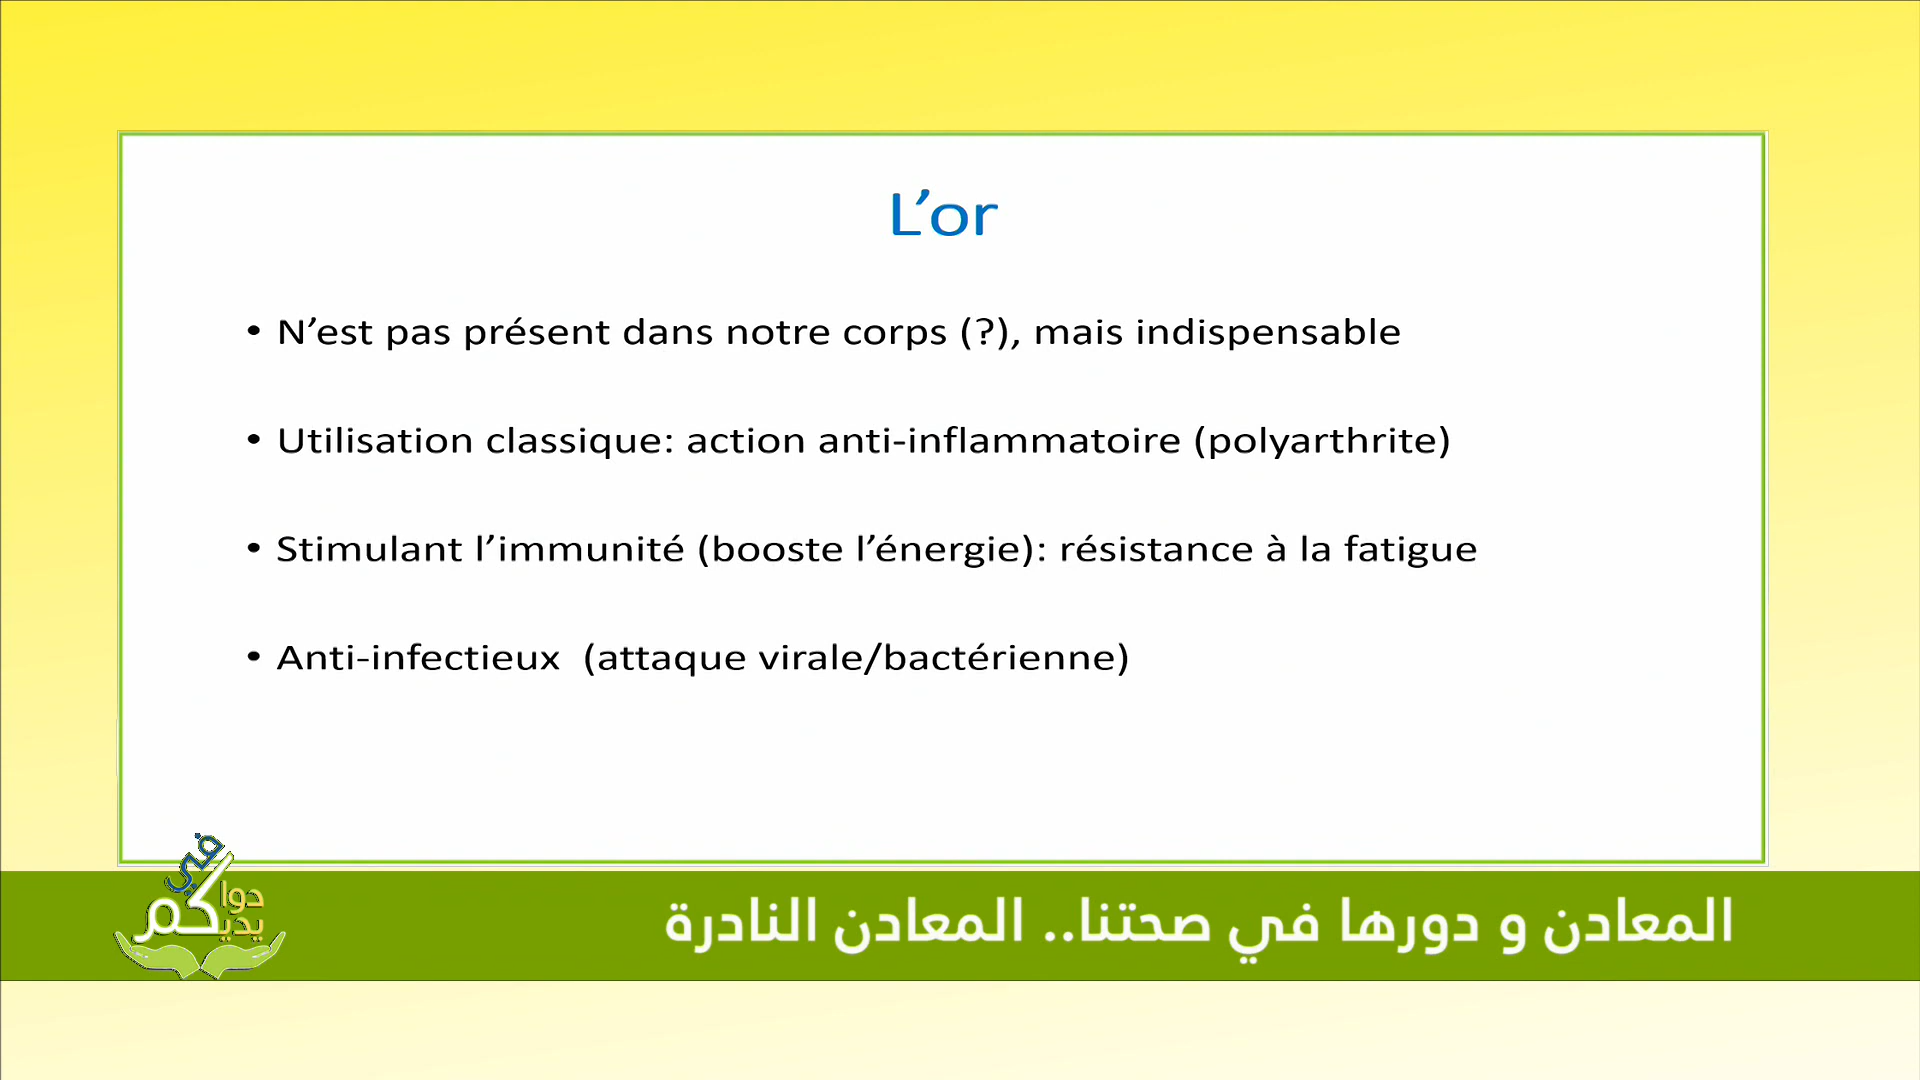 L’or
• N’est pas présent dans notre corps (?), mais indispensable
• Utilisation classique: action anti-inflammatoire (polyarthrite)
• Stimulant l’immunité (booste l’énergie): résistance à la fatigue
• Anti-infectieux  (attaque virale/bactérienne)
المعادن و دورها في صحتنا.. المعادن النادرة
دواكم في يديكم